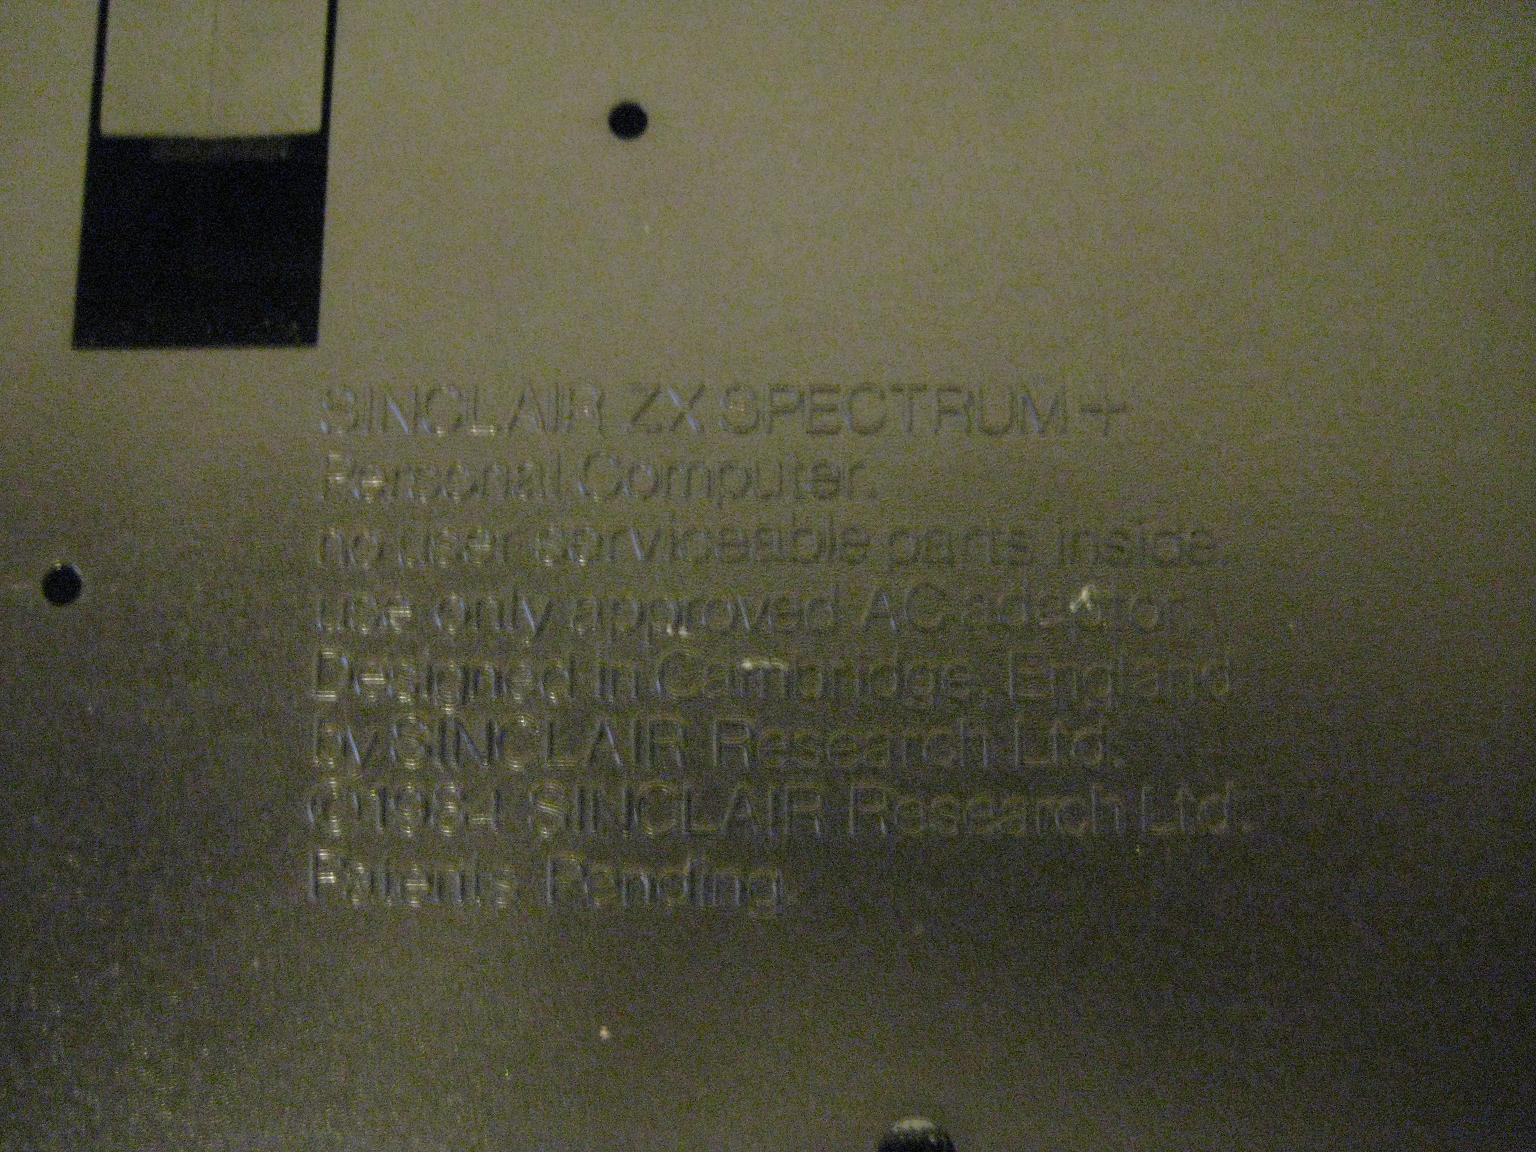 SINCLAIR ZX SPECTRUM+
Personal Computer.
no user serviceable parts inside.
use only approved AC adaptor.
Designed in Cambridge, England
by SINCLAIR Research Ltd.
©1984 SINCLAIR Research Ltd.
Patents Pending.